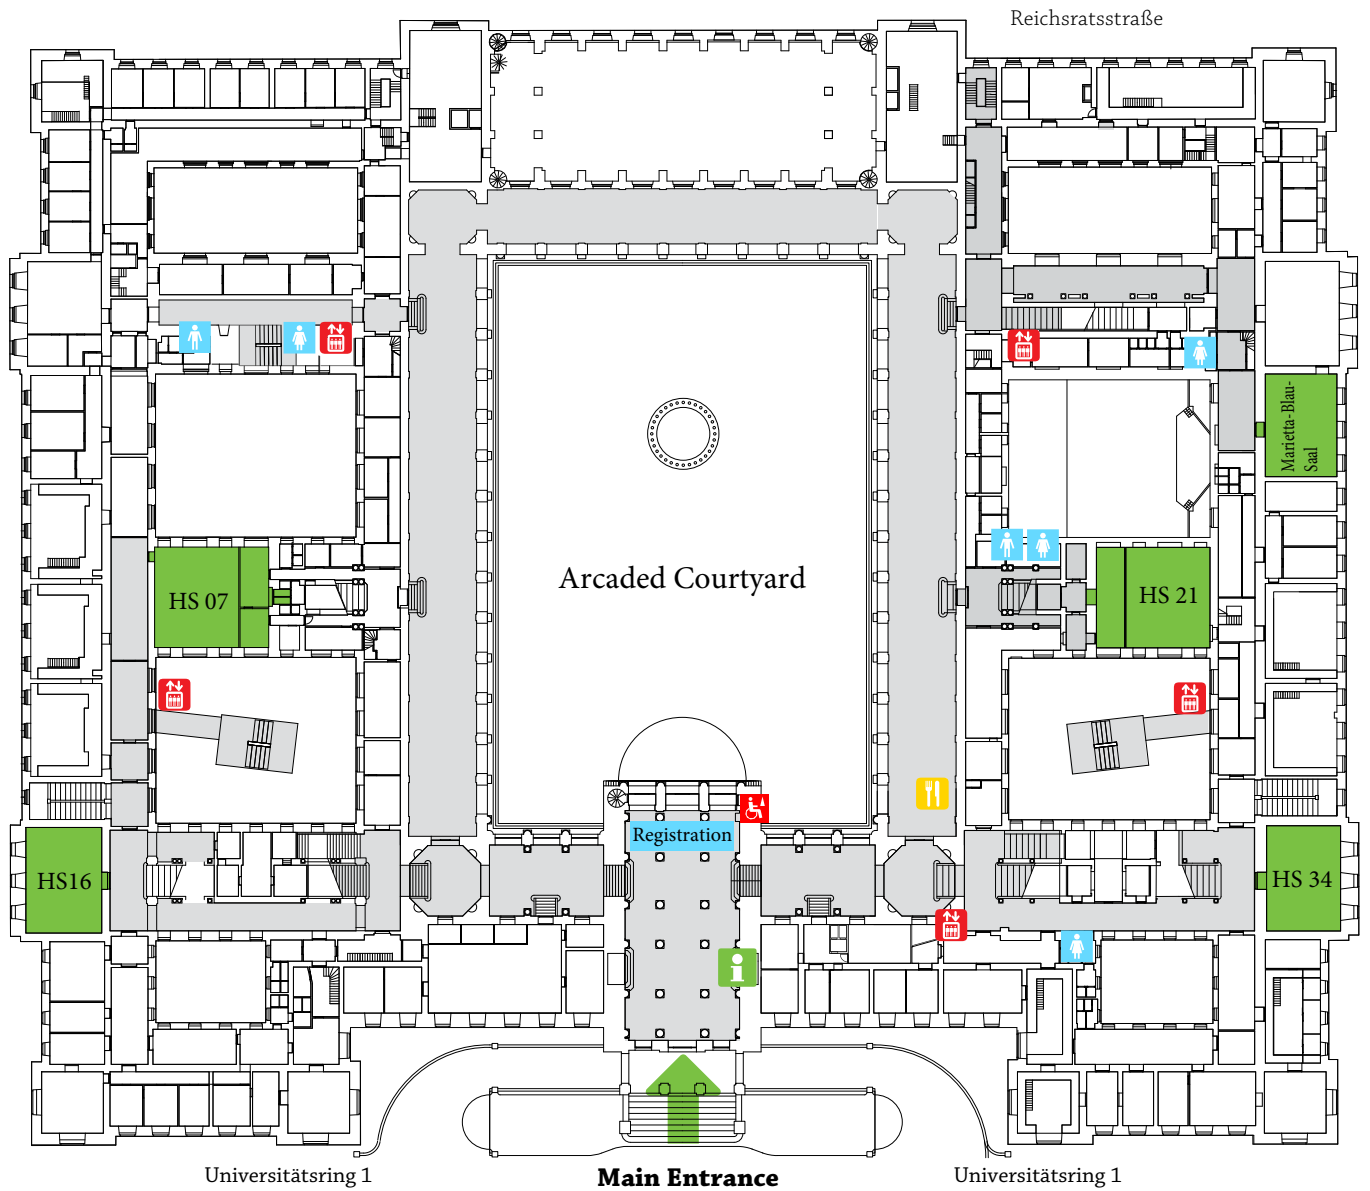 Reichsratsstraße
Marietta-Blau-
Saal
Arcaded Courtyard
HS 07
HS 21
Registration
HS16
HS 34
Universitätsring 1
Main Entrance
Universitätsring 1